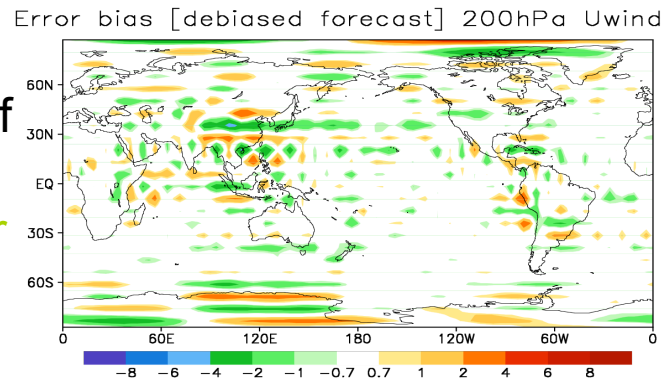 Error bias [debiased forecast] 200hPa Uwind
f
r
60N
30N
EQ
30S
60S
0 60E 120E 180 120W 60W 0
-8 -6 -4 -2 -1 -0.7 0.7 1 2 4 6 8